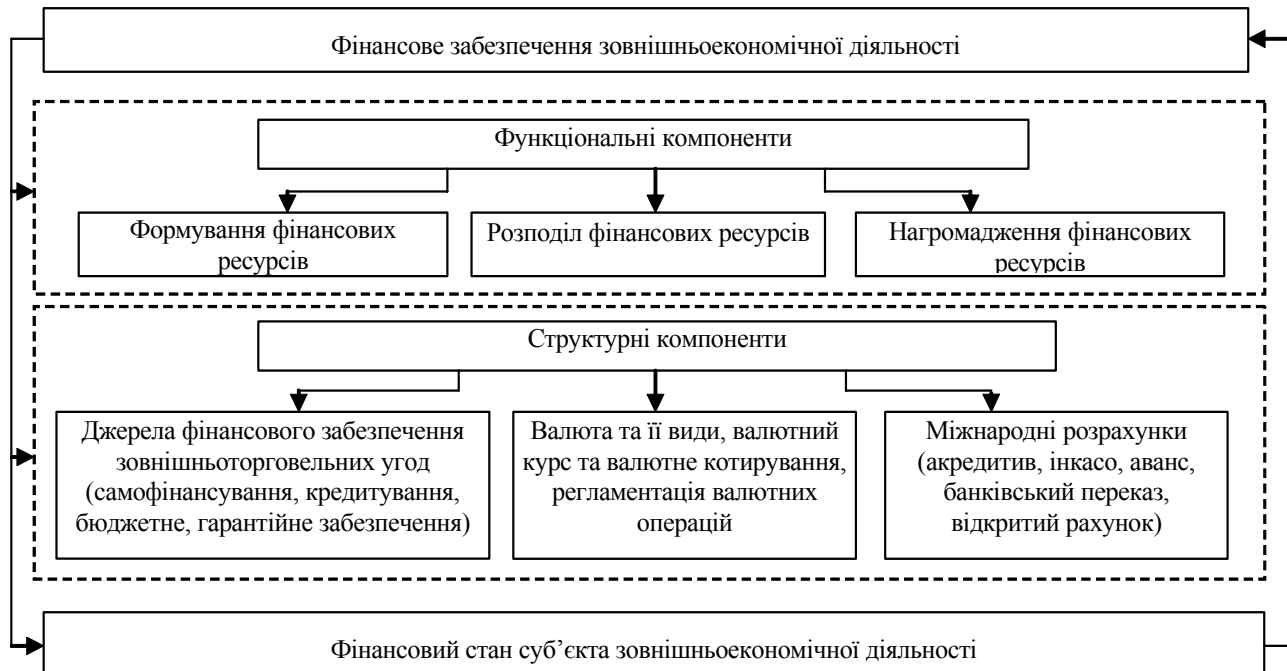 Фінансове забезпечення зовнішньоекономічної діяльності
Функціональні компоненти
Формування фінансових
ресурсів
Розподіл фінансових ресурсів
Нагромадження фінансових
ресурсів
Структурні компоненти
Джерела фінансового забезпечення
зовнішньоторговельних угод
(самофінансування, кредитування,
бюджетне, гарантійне забезпечення)
Валюта та її види, валютний
курс та валютне котирування,
регламентація валютних
операцій
Міжнародні розрахунки
(акредитив, інкасо, аванс,
банківський переказ,
відкритий рахунок)
Фінансовий стан суб’єкта зовнішньоекономічної діяльності